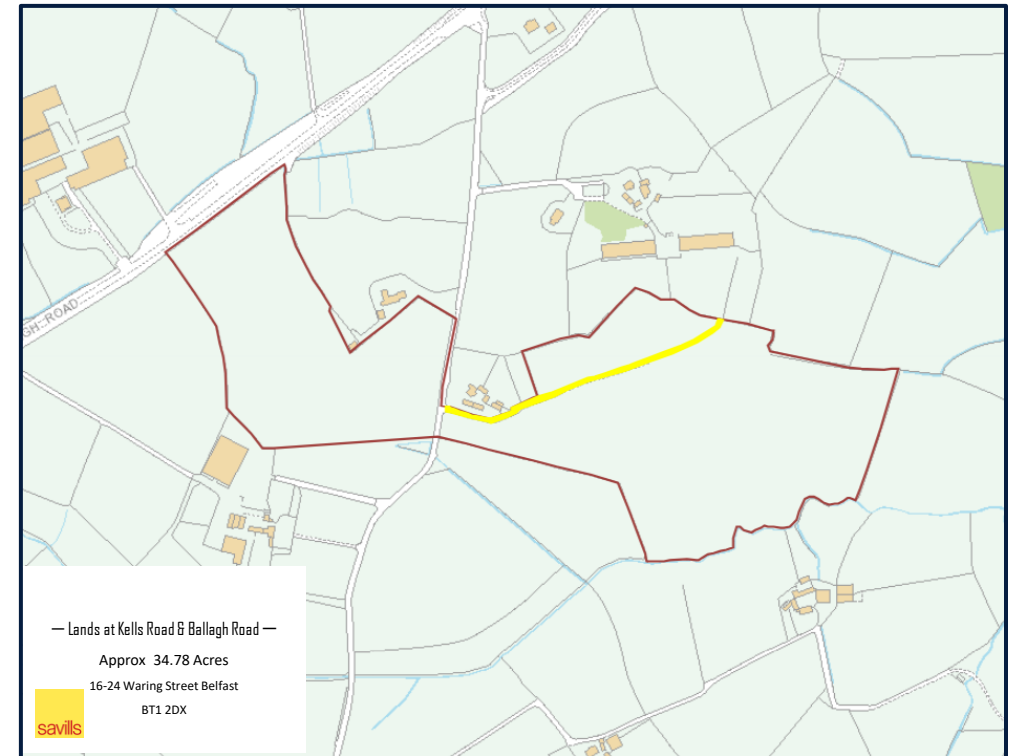 GH ROAD
— Lands at Kells Road & Ballagh Road —
Approx 34.78 Acres
16-24 Waring Street Belfast
BT1 2DX
savills